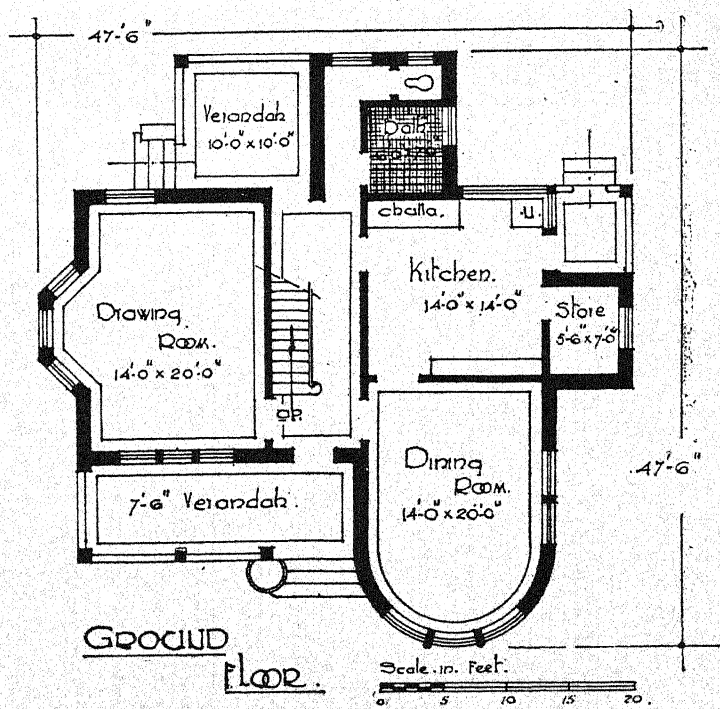 47'-6"
Verandah
10'-0" x 10'-0"
Bath
challa.
u.
Kitchen.
14'-0" x 14'-0"
Store
5'-6" x 7'-0"
Drawing
Room.
14'-0" x 20'-0"
up.
Dining
Room.
14'-0" x 20'-0"
47'-6"
7'-6" Verandah.
GROUND
FLOOR.
Scale. in. Feet.
0 5 10 15 20